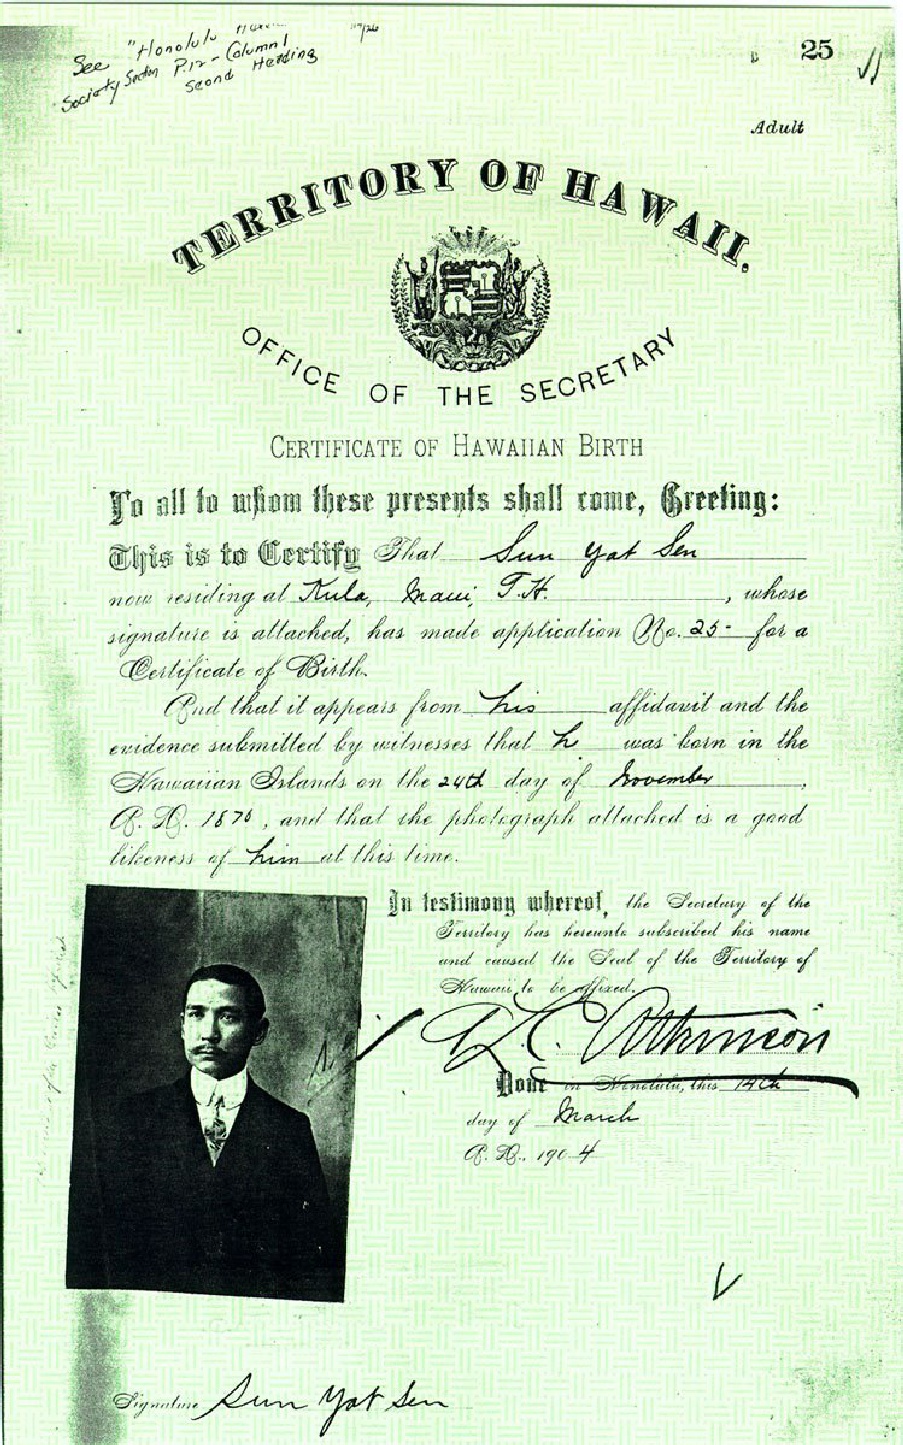 See "Honolulu
Society Section P.12 - Column 1
Second Heading
25
Adult
TERRITORY OF HAWAII.
OFFICE OF THE SECRETARY
CERTIFICATE OF HAWAIIAN BIRTH
To all to whom these presents shall come, Greeting:
This is to Certify That Sun Yat Sen
now residing at Kula, Maui, T.H. , whose
signature is attached, has made application No. 25- for a
Certificate of Birth.
And that it appears from his affidavit and the
evidence submitted by witnesses that h was born in the
Hawaiian Islands on the 24th day of November ,
A. D. 1870, and that the photograph attached is a good
likeness of him at this time.
In testimony whereof, the Secretary of the
Territory has hereunto subscribed his name
and caused the Seal of the Territory of
Hawaii to be affixed.
A L C. Atkinson
Done in Honolulu, this 14th
day of March
A. D., 1904
Signature Sun Yat Sen